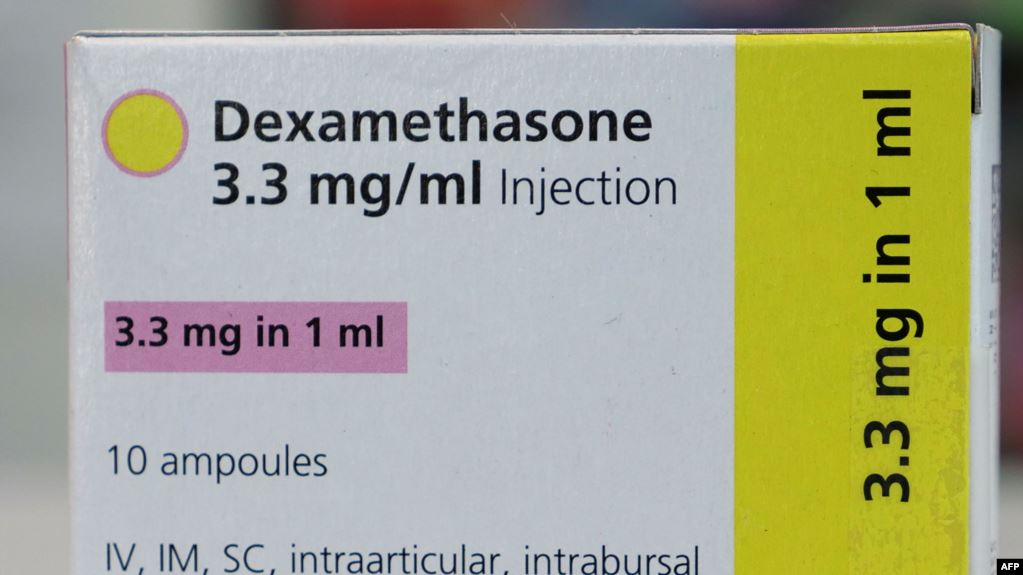 Dexamethasone
3.3 mg/ml Injection
3.3 mg in 1 ml
10 ampoules
IV, IM, SC, intraarticular, intrabursal
3.3 mg in 1 ml
AFP